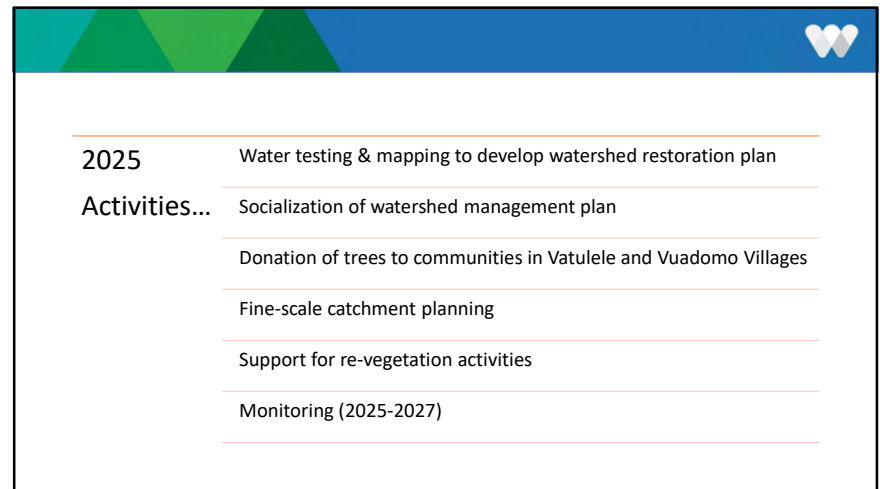 2025
Activities…
Water testing & mapping to develop watershed restoration plan
Socialization of watershed management plan
Donation of trees to communities in Vatulele and Vuadomo Villages
Fine-scale catchment planning
Support for re-vegetation activities
Monitoring (2025-2027)